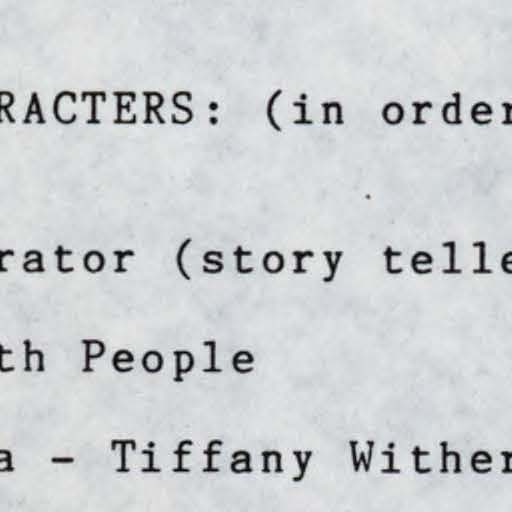 RACTERS: (in order
rator (story telle
th People
a - Tiffany Wither